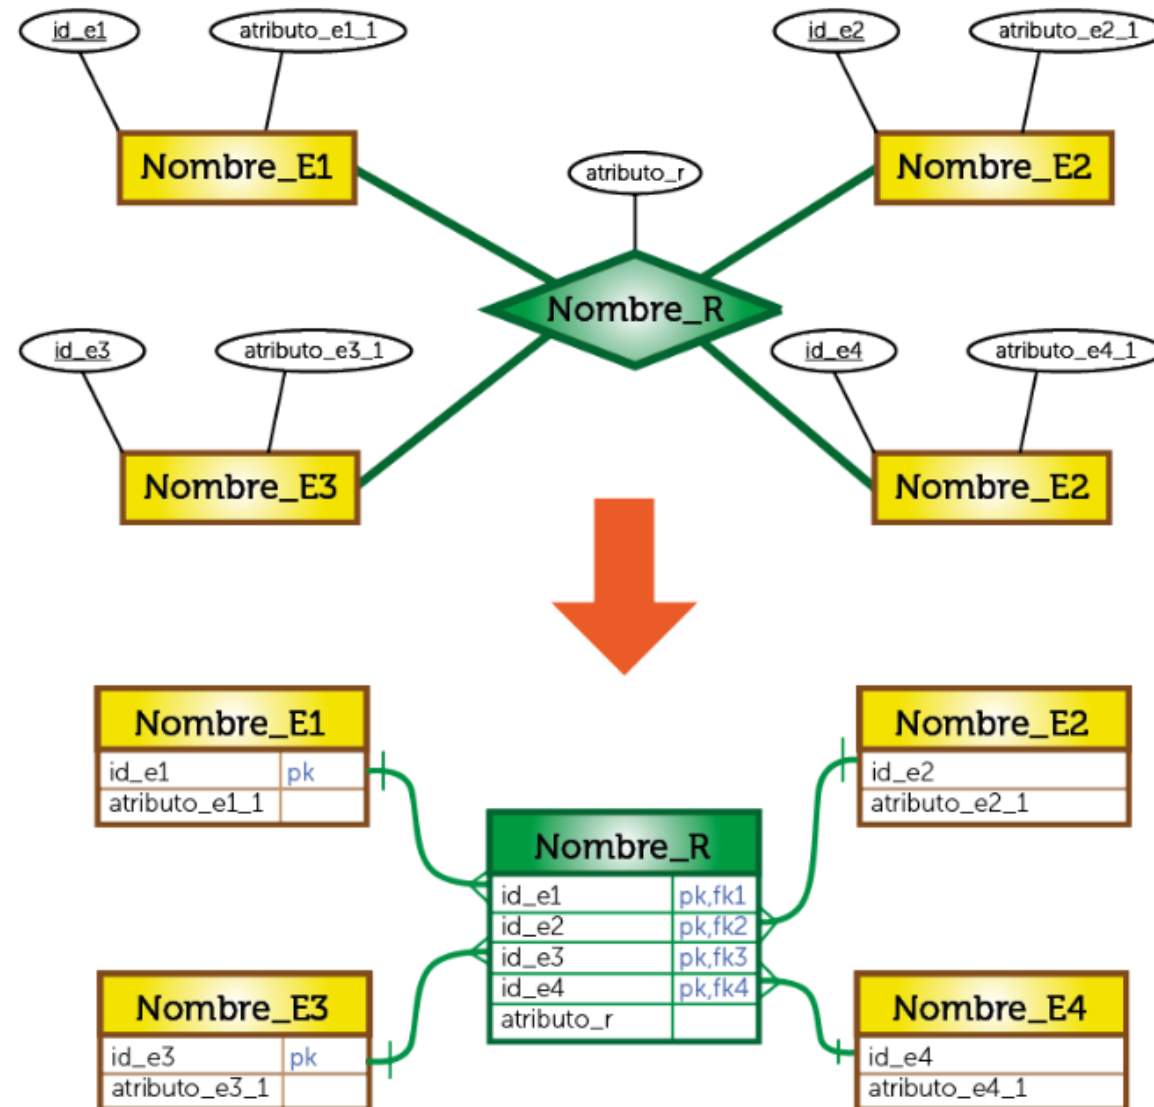 id_e1
atributo_e1_1
id_e2
atributo_e2_1
Nombre_E1
Nombre_E2
atributo_r
Nombre_R
id_e3
atributo_e3_1
id_e4
atributo_e4_1
Nombre_E3
Nombre_E2
Nombre_E1
id_e1 pk
atributo_e1_1
Nombre_E2
id_e2
atributo_e2_1
Nombre_R
id_e1 pk,fk1
id_e2 pk,fk2
id_e3 pk,fk3
id_e4 pk,fk4
atributo_r
Nombre_E3
id_e3 pk
atributo_e3_1
Nombre_E4
id_e4
atributo_e4_1